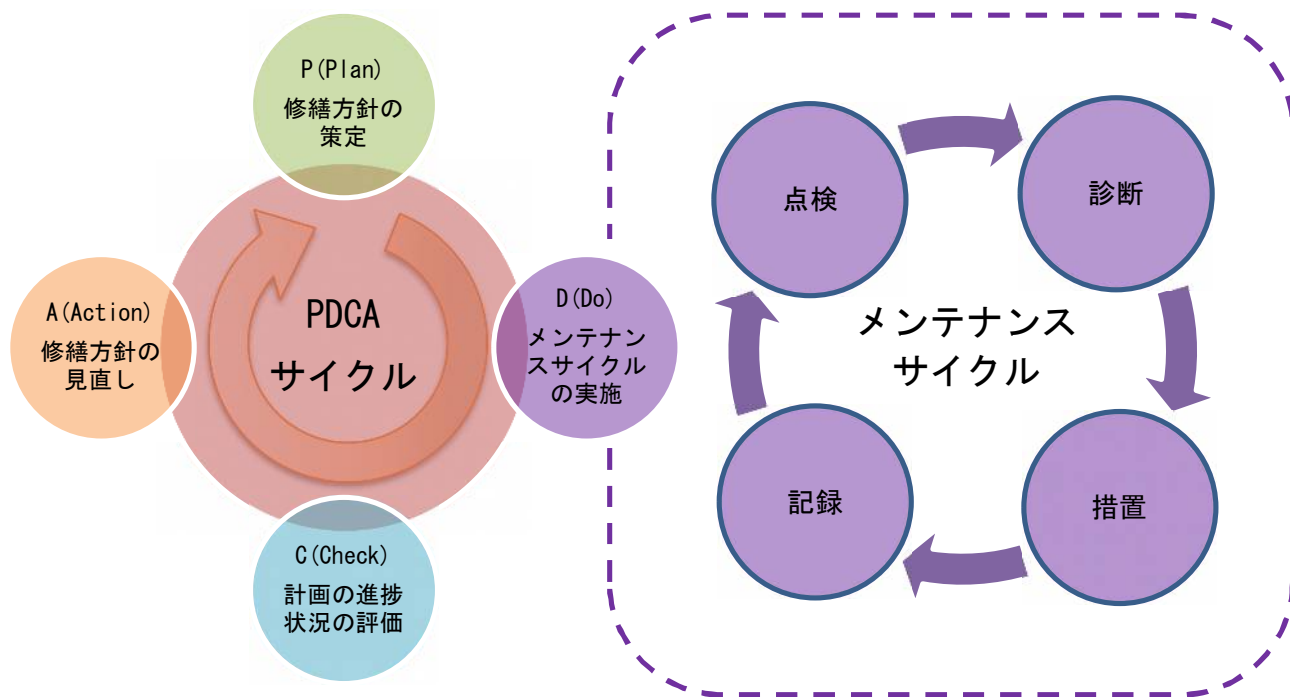 P(Plan)
修繕方針の
策定
A(Action)
修繕方針の
見直し
PDCA
サイクル
D(Do)
メンテナン
スサイクル
の実施
C(Check)
計画の進捗
状況の評価
点検
診断
メンテナンス
サイクル
記録
措置